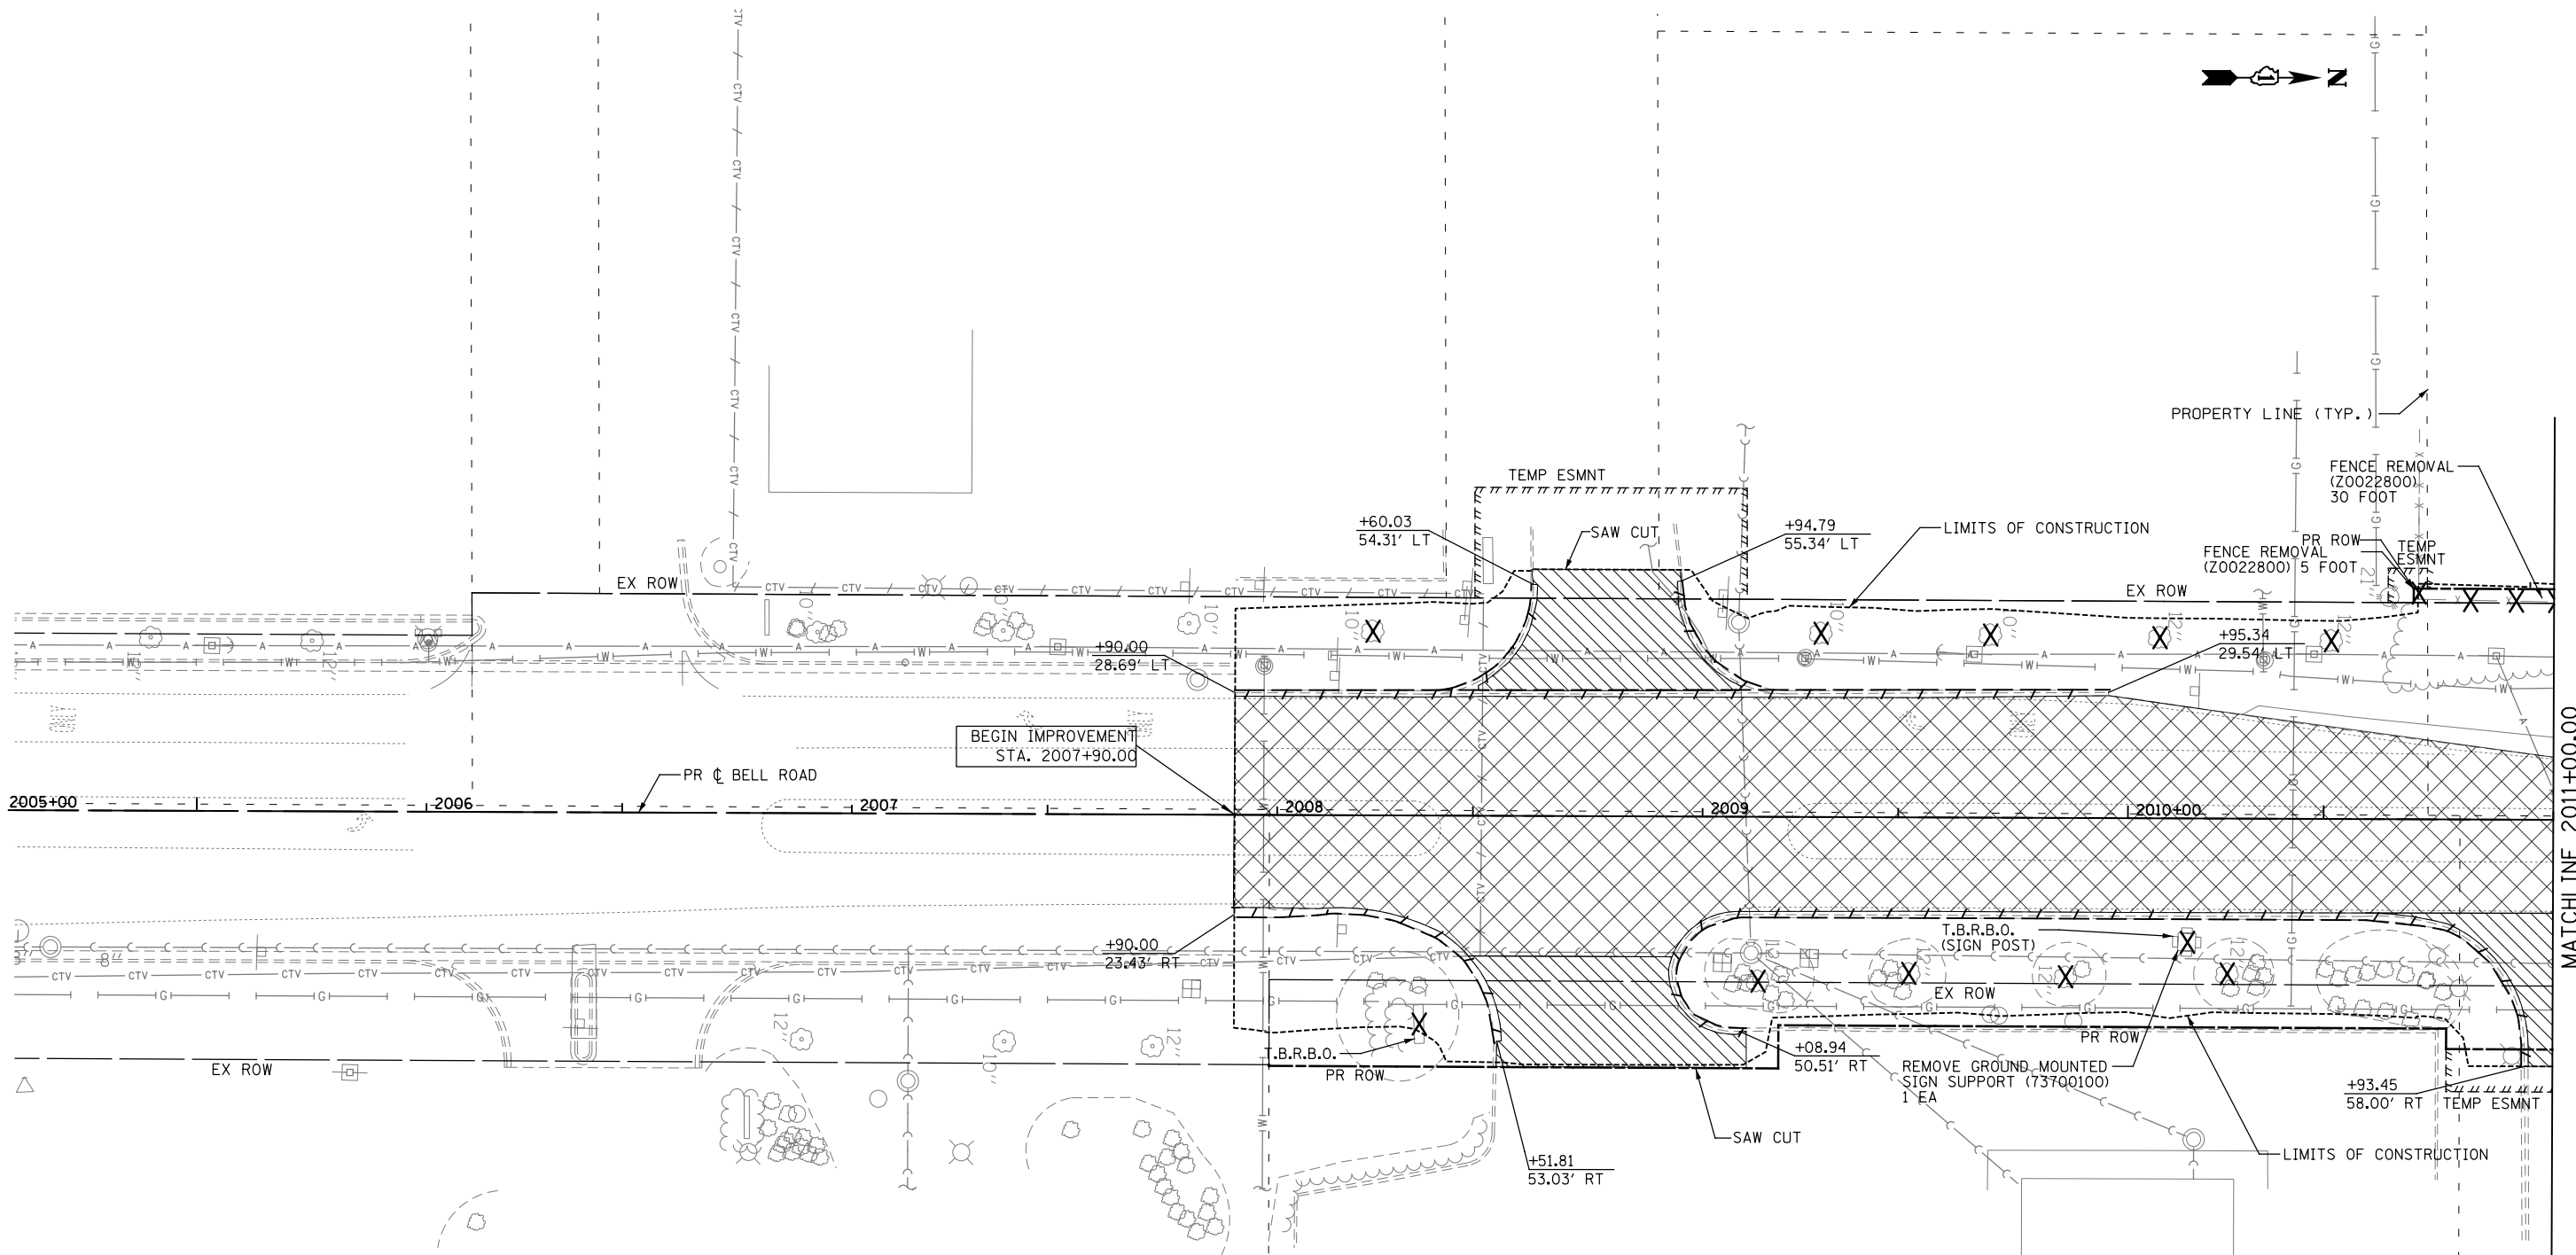 N
PROPERTY LINE (TYP.)
TEMP ESMNT
FENCE REMOVAL
(Z0022800)
30 FOOT
+60.03
54.31' LT
SAW CUT
+94.79
55.34' LT
LIMITS OF CONSTRUCTION
PR ROW
TEMP
ESMNT
FENCE REMOVAL
(Z0022800) 5 FOOT
EX ROW
EX ROW
+90.00
28.69' LT
+95.34
29.54' LT
BEGIN IMPROVEMENT
STA. 2007+90.00
PR ℄ BELL ROAD
2005+00
2006
2007
2008
2009
2010+00
MATCHLINE 2011+00.00
+90.00
23.43' RT
T.B.R.B.O.
(SIGN POST)
EX ROW
EX ROW
T.B.R.B.O.
PR ROW
+08.94
50.51' RT
PR ROW
REMOVE GROUND MOUNTED
SIGN SUPPORT (73700100)
1 EA
+93.45
58.00' RT
TEMP ESMNT
SAW CUT
LIMITS OF CONSTRUCTION
+51.81
53.03' RT